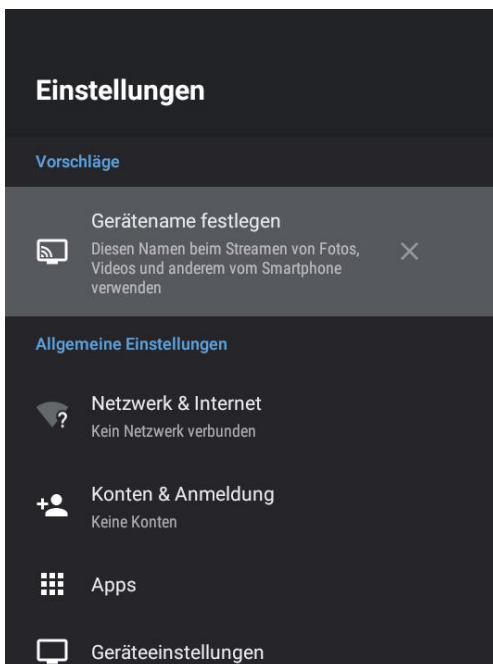 Einstellungen
Vorschläge
Gerätename festlegen
Diesen Namen beim Streamen von Fotos,
Videos und anderem vom Smartphone
verwenden
Allgemeine Einstellungen
Netzwerk & Internet
Kein Netzwerk verbunden
Konten & Anmeldung
Keine Konten
Apps
Geräteeinstellungen